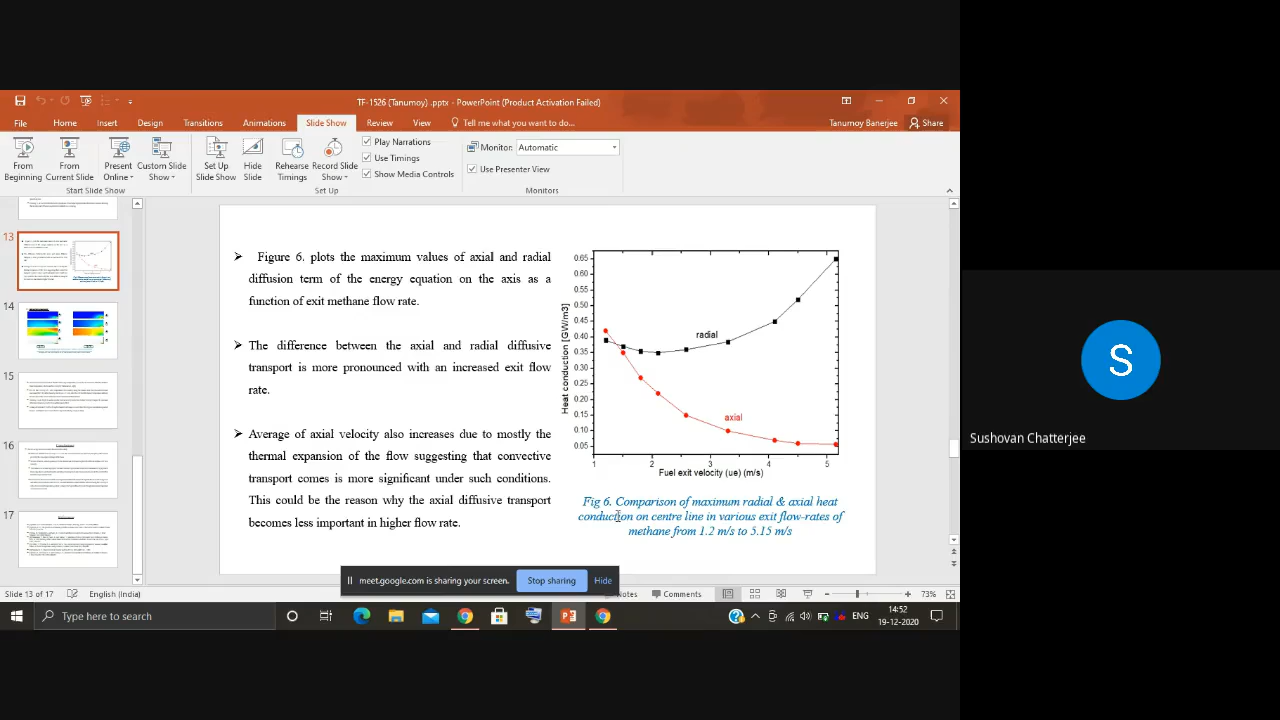 TF-1526 (Tanumoy) .pptx - PowerPoint (Product Activation Failed)
File Home Insert Design Transitions Animations Slide Show Review View Tell me what you want to do... Tanumoy Banerjee Share
From Beginning
From Current Slide
Present Online
Custom Slide Show
Set Up Slide Show
Hide Slide
Rehearse Timings
Record Slide Show
Play Narrations
Use Timings
Show Media Controls
Monitor: Automatic
Use Presenter View
Start Slide Show Set Up Monitors
13
14
15
16
17
Figure 6. plots the maximum values of axial and radial
diffusion term of the energy equation on the axis as a
function of exit methane flow rate.
The difference between the axial and radial diffusive
transport is more pronounced with an increased exit flow
rate.
Average of axial velocity also increases due to mostly the
thermal expansion of the flow suggesting that convective
transport comes is more significant under such conditions.
This could be the reason why the axial diffusive transport
becomes less important in higher flow rate.
Heat conduction [GW/m3]
0.65
0.60
0.55
0.50
0.45
0.40
0.35
0.30
0.25
0.20
0.15
0.10
0.05
radial
axial
1 2 3 4 5
Fuel exit velocity (ue) (m/s)
Fig 6. Comparison of maximum radial & axial heat
conduction on centre line in various exit flow-rates of
methane from 1.2 m/s to 5.15 m/s
meet.google.com is sharing your screen. Stop sharing Hide
Slide 13 of 17 English (India) Notes Comments 73%
Type here to search
ENG
14:52
19-12-2020
S
Sushovan Chatterjee